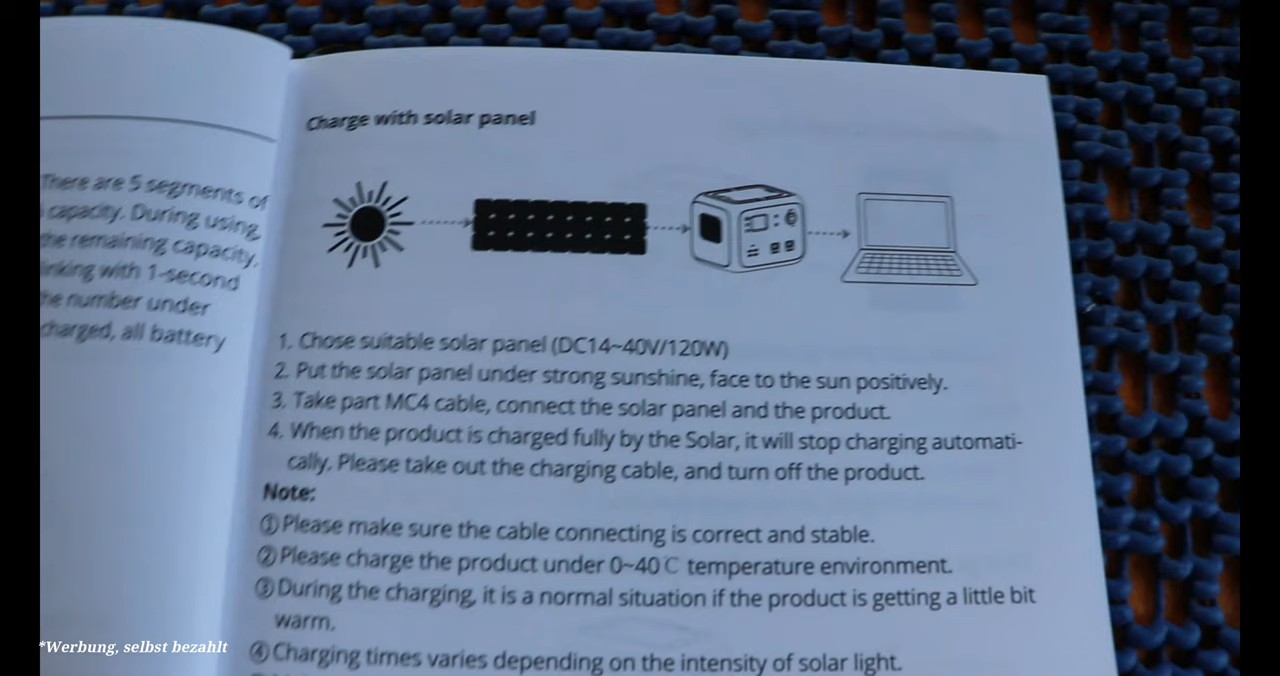 There are 5 segments of
capacity. During using,
the remaining capacity.
with 1-second
the number under
charged, all battery
Charge with solar panel
1. Chose suitable solar panel (DC14~40V/120W)
2. Put the solar panel under strong sunshine, face to the sun positively.
3. Take part MC4 cable, connect the solar panel and the product.
4. When the product is charged fully by the Solar, it will stop charging automati-
cally. Please take out the charging cable, and turn off the product.
Note:
①Please make sure the cable connecting is correct and stable.
②Please charge the product under 0~40℃ temperature environment.
③During the charging, it is a normal situation if the product is getting a little bit
warm.
④Charging times varies depending on the intensity of solar light.
*Werbung, selbst bezahlt